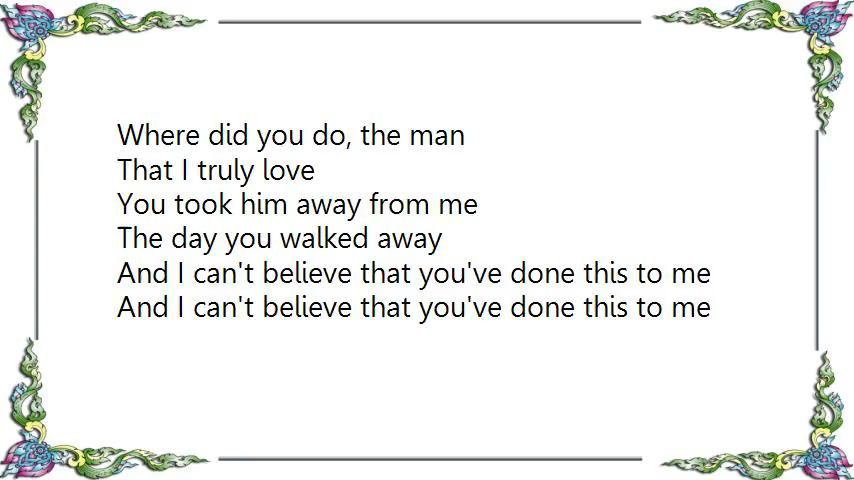 Where did you do, the man
That I truly love
You took him away from me
The day you walked away
And I can't believe that you've done this to me
And I can't believe that you've done this to me